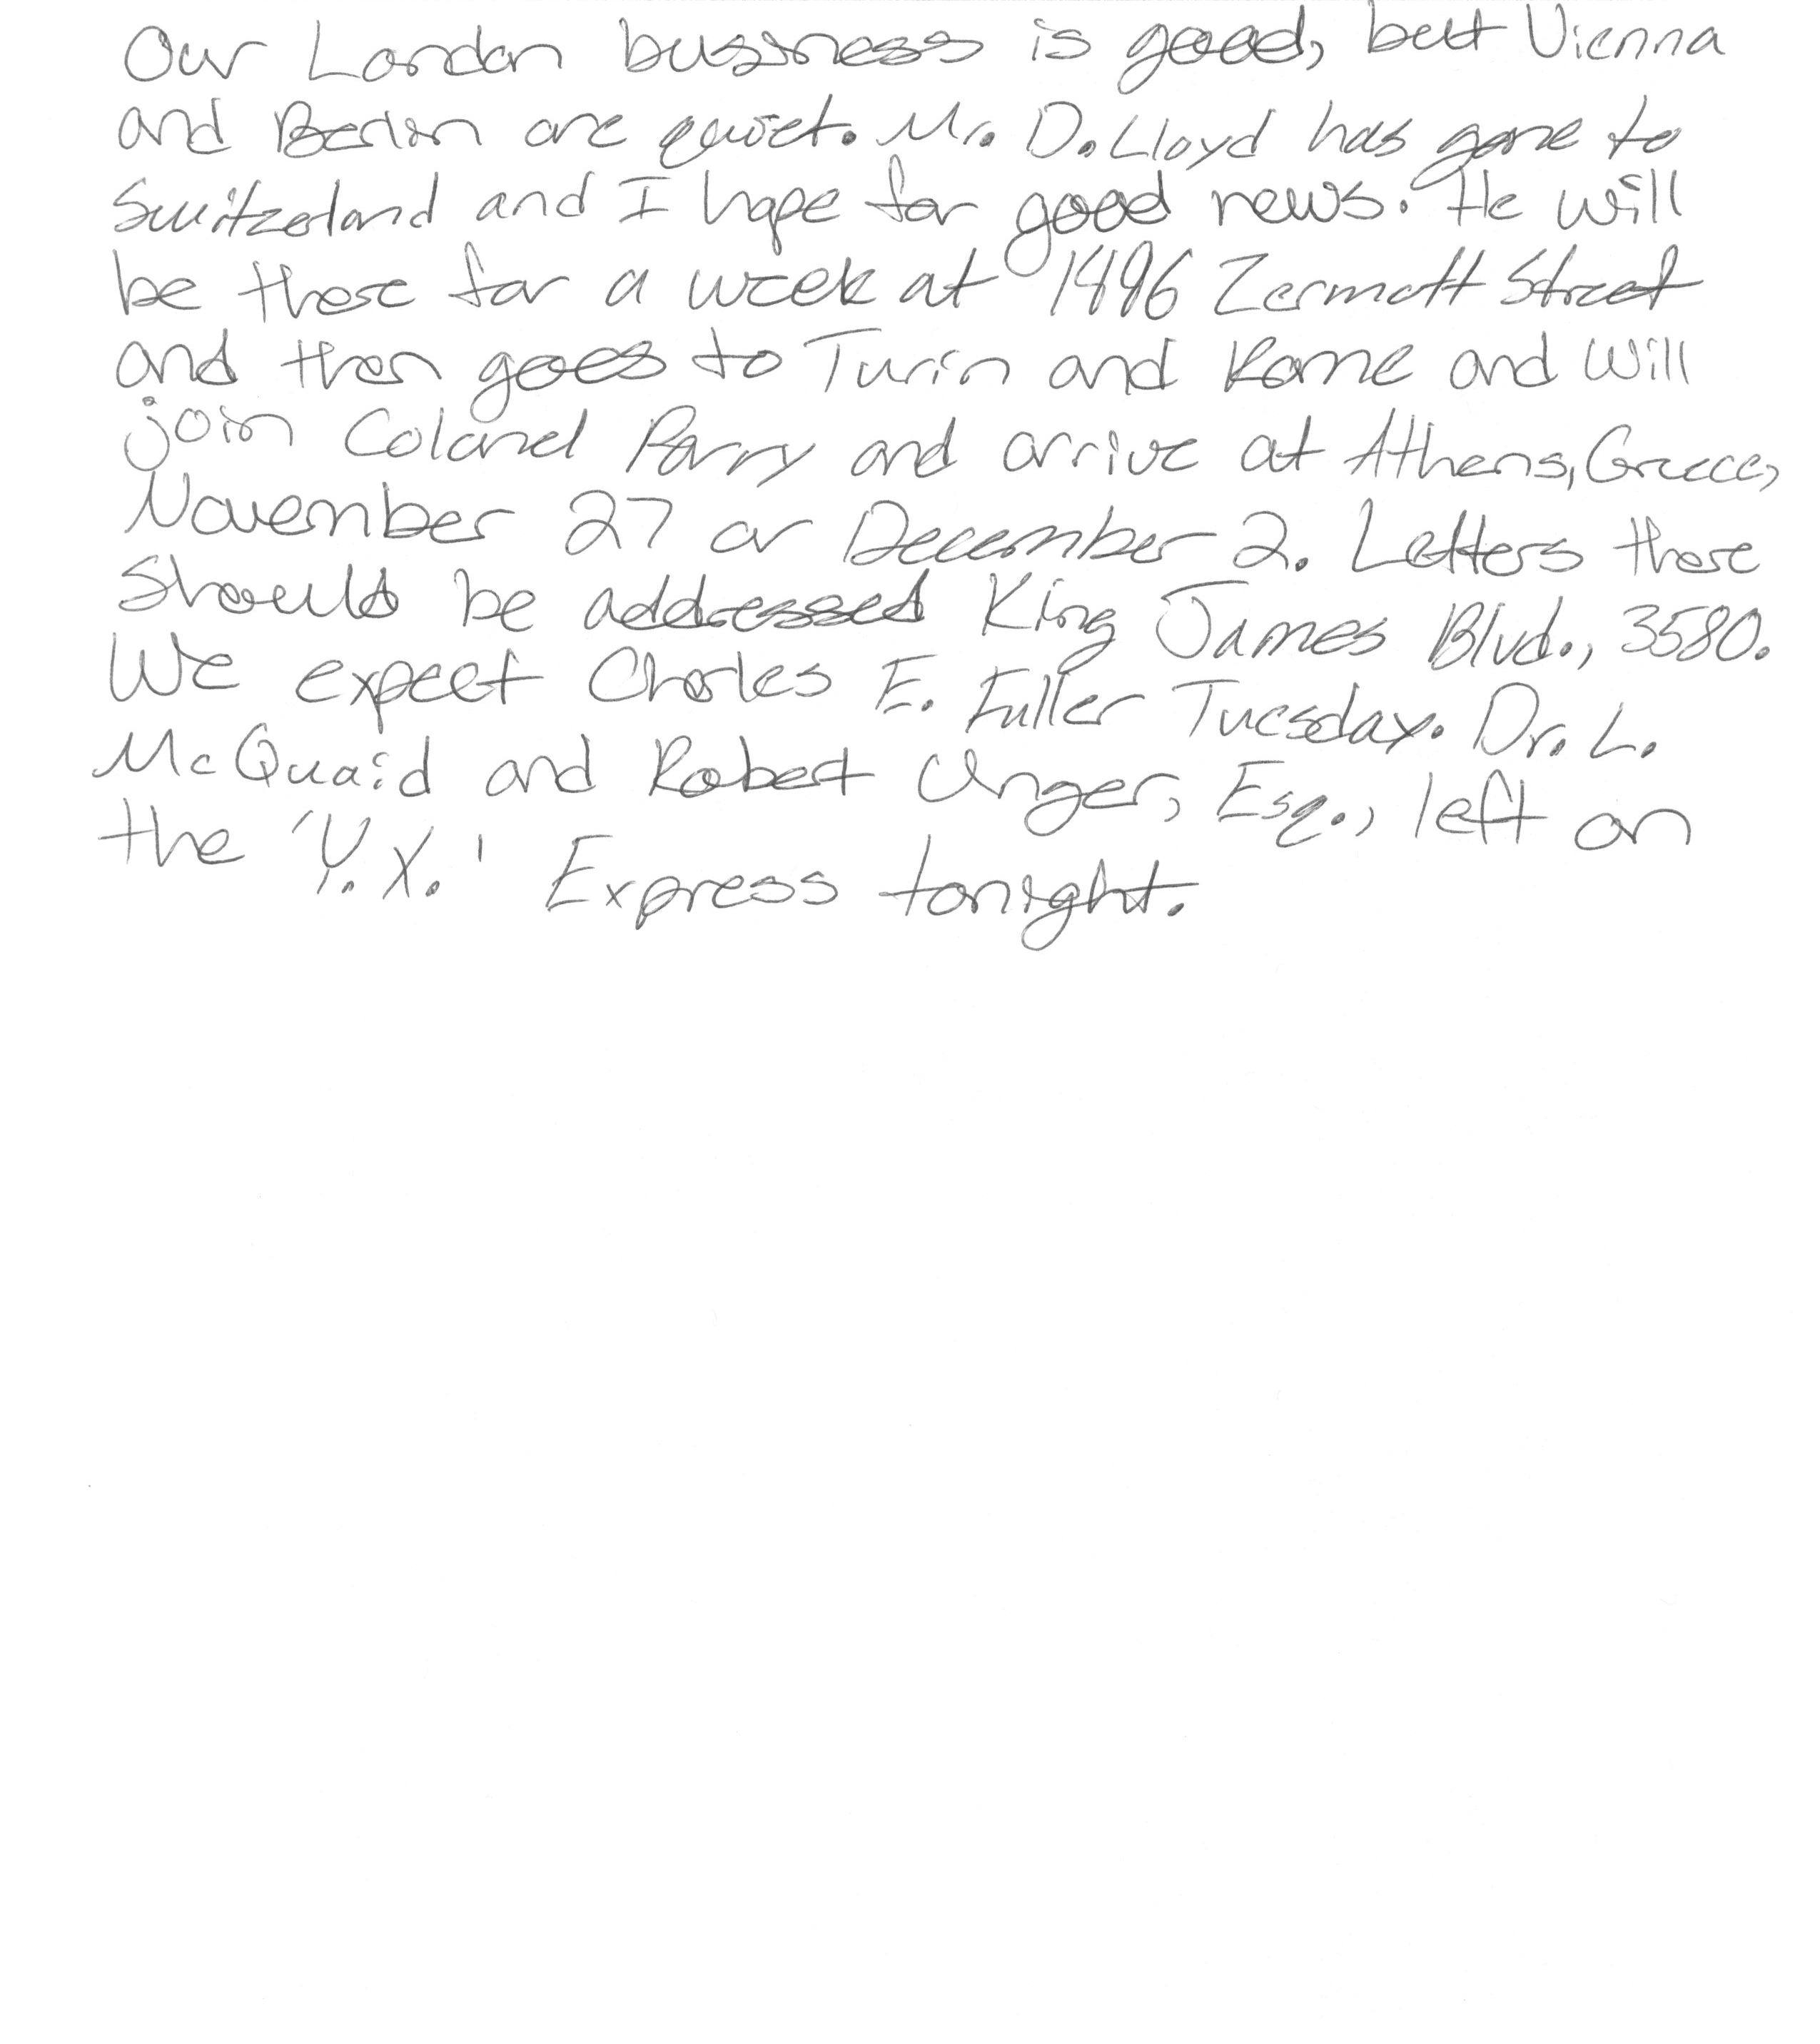 Our London business is good, but Vienna
and Berlin are quiet. Mr. D. Lloyd has gone to
Switzerland and I hope for good news. He will
be there for a week at 1496 Zermott Street
and then goes to Turin and Rome and will
join Colonel Parry and arrive at Athens, Greece,
November 27 or December 2. Letters there
should be addressed King James Blvd., 3580.
We expect Charles E. Fuller Tuesday. Dr. L.
McQuaid and Robert Unger, Esq., left on
the 'Y.X.' Express tonight.